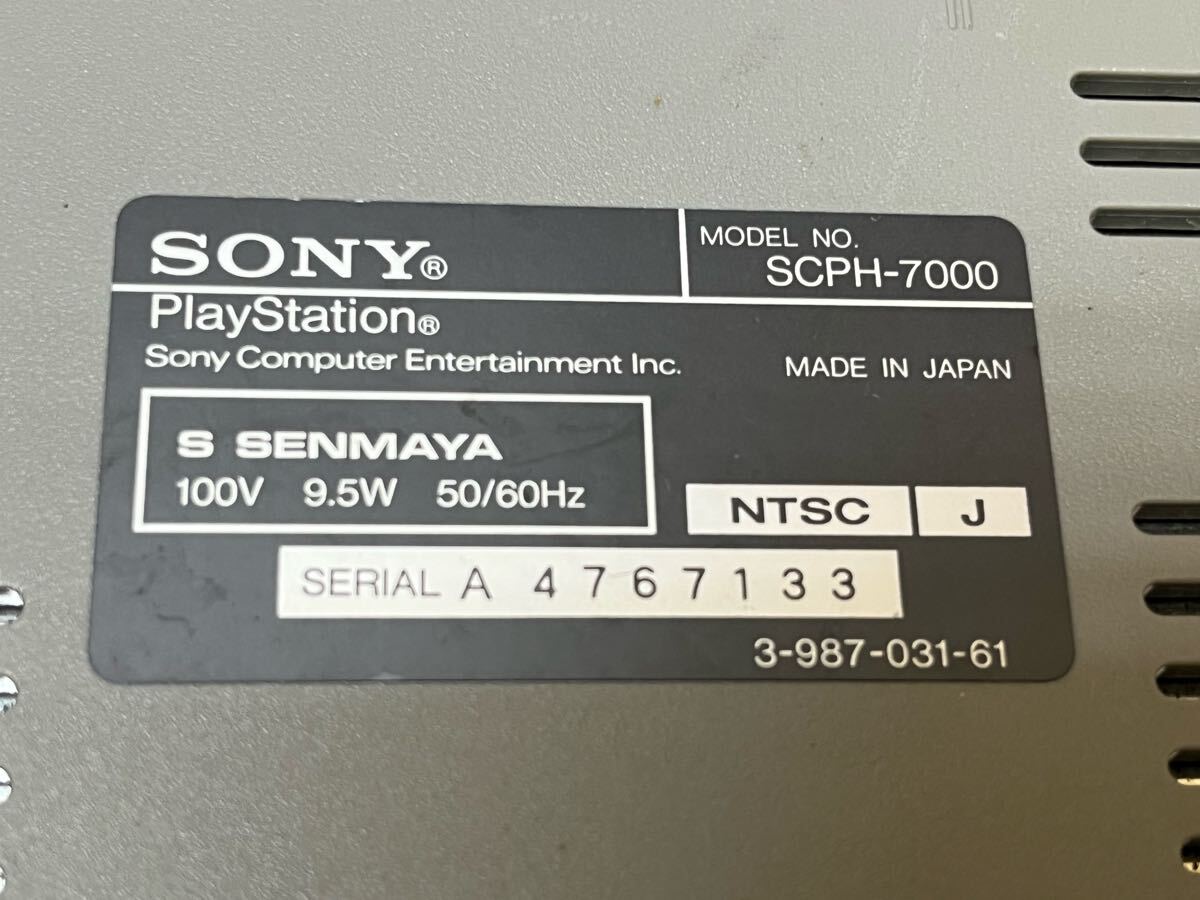 SONY®
MODEL NO.
SCPH-7000
PlayStation®
Sony Computer Entertainment Inc.
MADE IN JAPAN
S SENMAYA
100V 9.5W 50/60Hz
NTSC J
SERIAL A 4767133
3-987-031-61